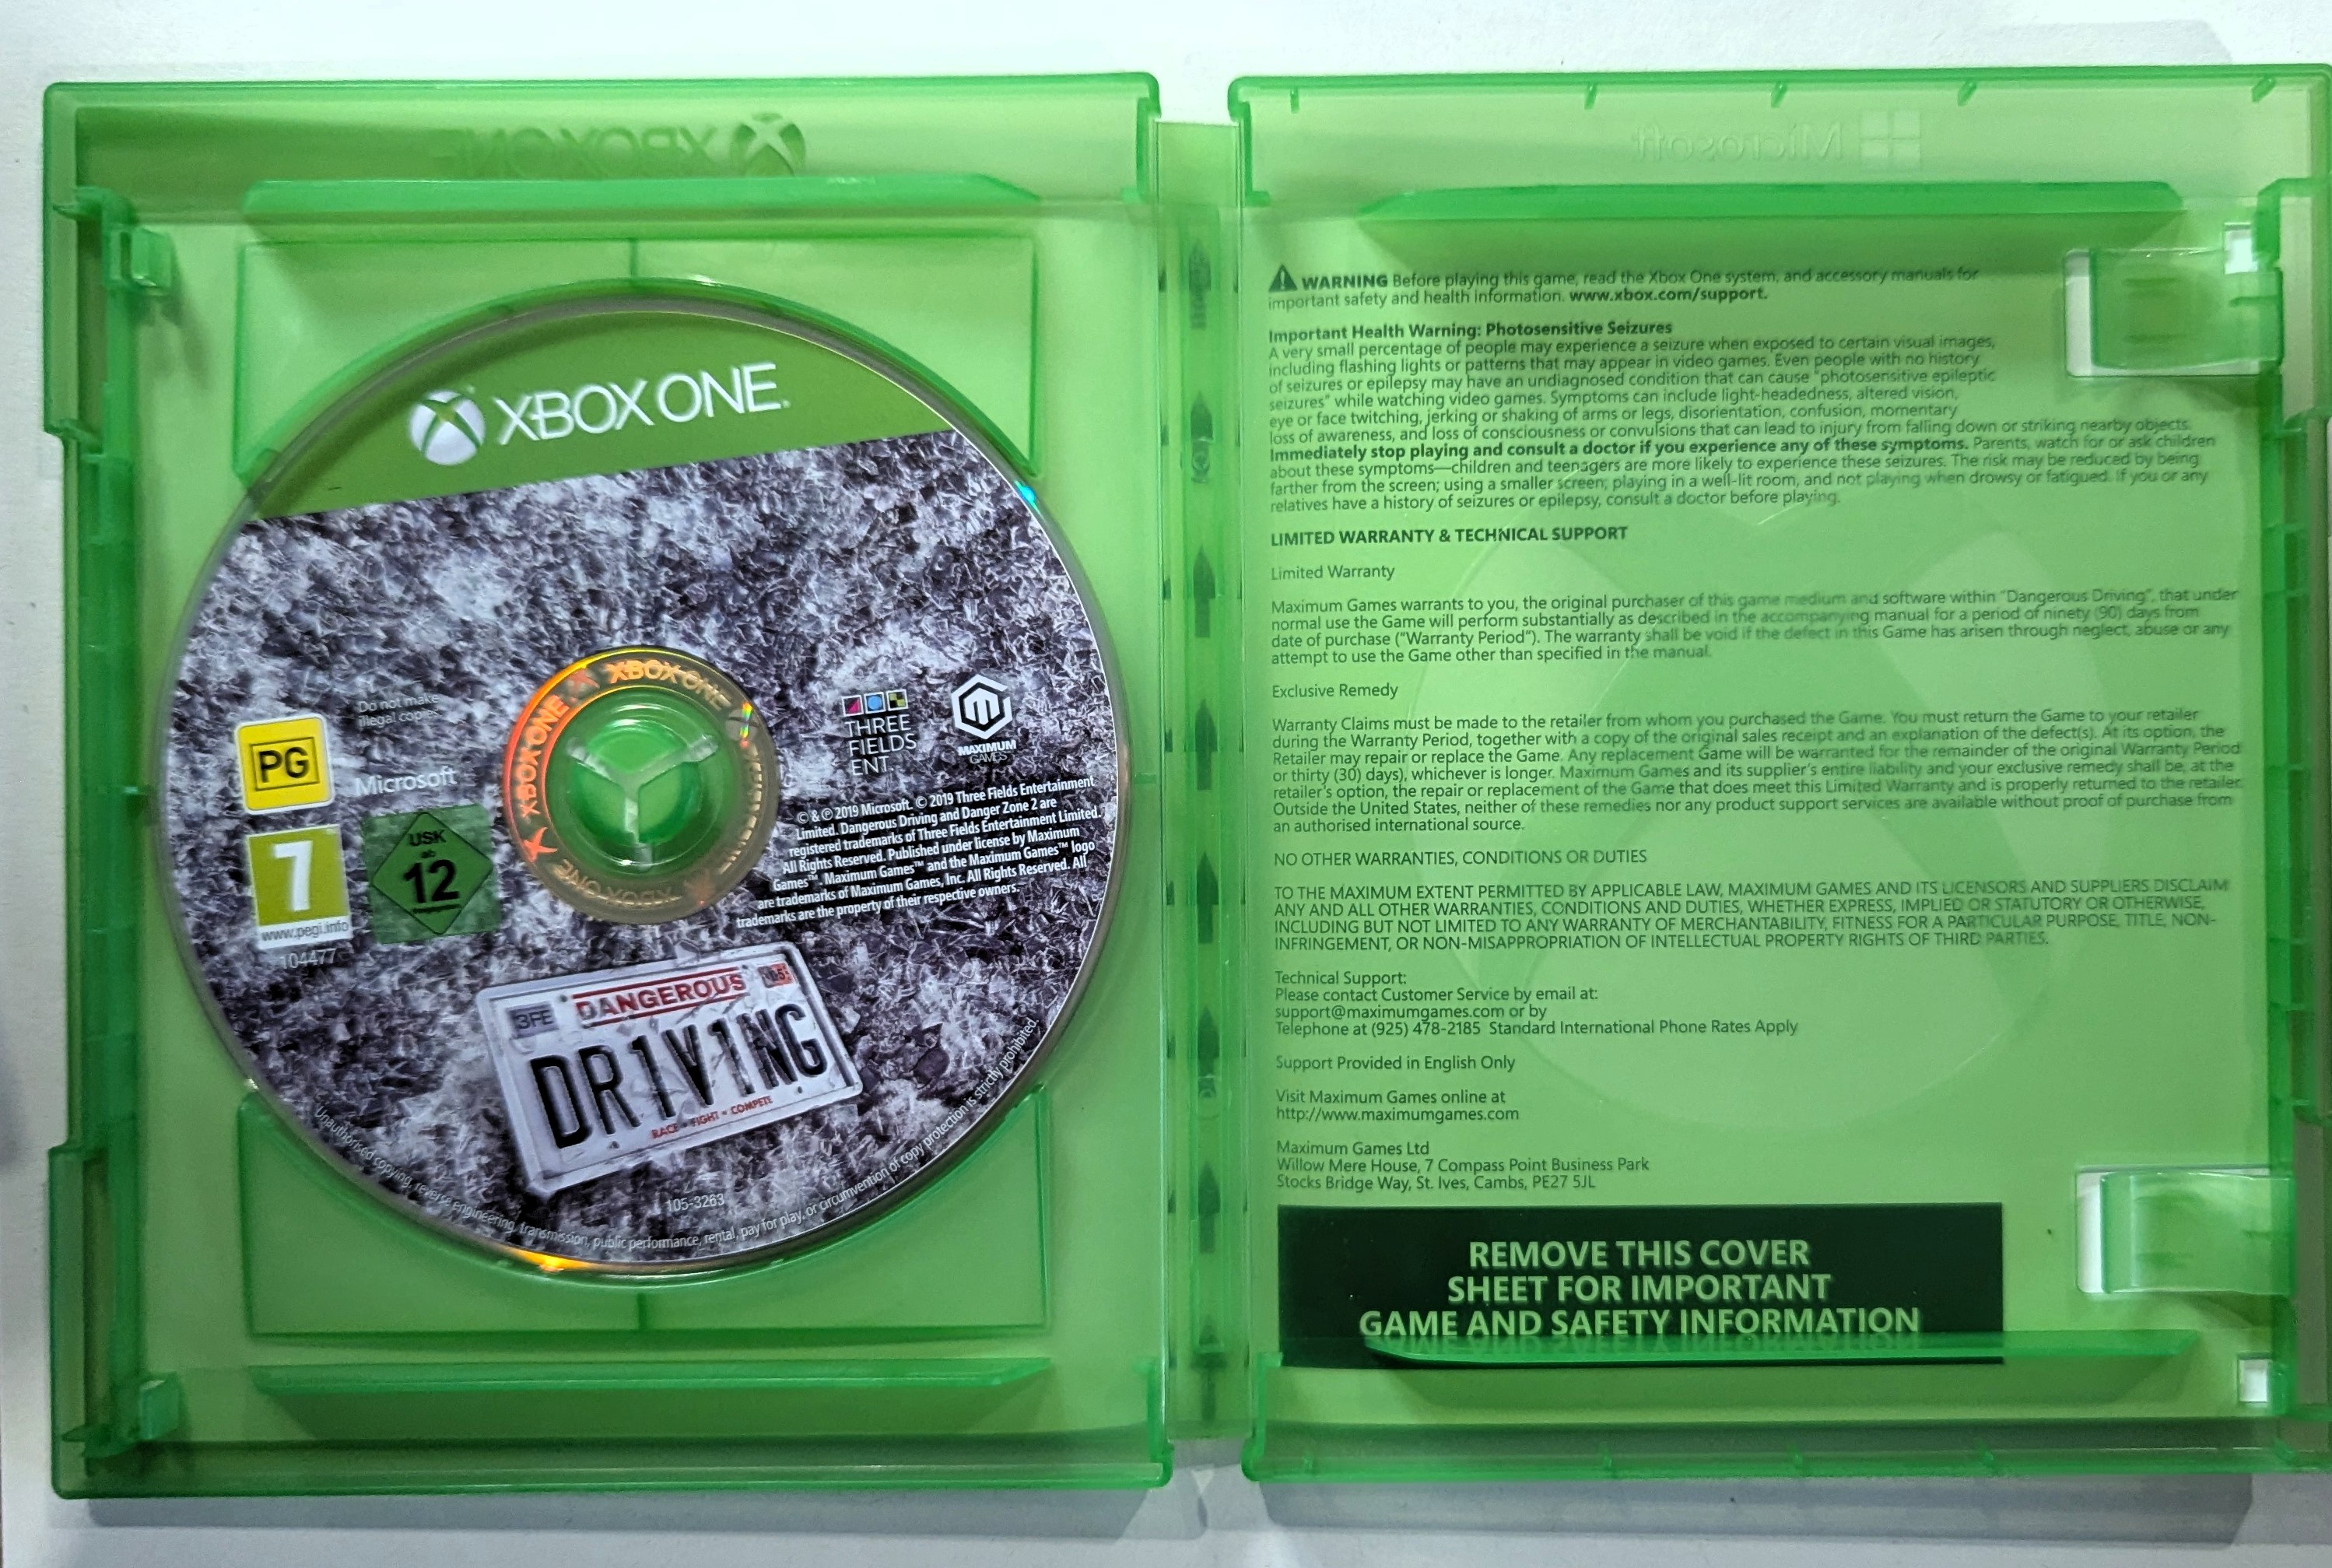 XBOX ONE
XBOX ONE.
Do not make
illegal copies
Microsoft
PG
7
www.pegi.info
104477
USK
ab
12
XBOX ONE
XBOX ONE
XBOX ONE
THREE
FIELDS
ENT.
MAXIMUM
GAMES
© & ℗ 2019 Microsoft. © 2019 Three Fields Entertainment
Limited. Dangerous Driving and Danger Zone 2 are
registered trademarks of Three Fields Entertainment Limited.
All Rights Reserved. Published under license by Maximum
Games™. Maximum Games™ and the Maximum Games™ logo
are trademarks of Maximum Games, Inc. All Rights Reserved. All
trademarks are the property of their respective owners.
3FE
DANGEROUS
DR1V1NG
RACE • FIGHT • COMPETE
105-3263
Unauthorised copying, reverse engineering, transmission, public performance, rental, pay for play, or circumvention of copy protection is strictly prohibited.
Microsoft
WARNING Before playing this game, read the Xbox One system, and accessory manuals for
important safety and health information. www.xbox.com/support.
Important Health Warning: Photosensitive Seizures
A very small percentage of people may experience a seizure when exposed to certain visual images,
including flashing lights or patterns that may appear in video games. Even people with no history
of seizures or epilepsy may have an undiagnosed condition that can cause "photosensitive epileptic
seizures" while watching video games. Symptoms can include light-headedness, altered vision,
eye or face twitching, jerking or shaking of arms or legs, disorientation, confusion, momentary
loss of awareness, and loss of consciousness or convulsions that can lead to injury from falling down or striking nearby objects.
Immediately stop playing and consult a doctor if you experience any of these symptoms. Parents, watch for or ask children
about these symptoms—children and teenagers are more likely to experience these seizures. The risk may be reduced by being
farther from the screen; using a smaller screen; playing in a well-lit room, and not playing when drowsy or fatigued. If you or any
relatives have a history of seizures or epilepsy, consult a doctor before playing.
LIMITED WARRANTY & TECHNICAL SUPPORT
Limited Warranty
Maximum Games warrants to you, the original purchaser of this game medium and software within "Dangerous Driving", that under
normal use the Game will perform substantially as described in the accompanying manual for a period of ninety (90) days from
date of purchase ("Warranty Period"). The warranty shall be void if the defect in this Game has arisen through neglect, abuse or any
attempt to use the Game other than specified in the manual.
Exclusive Remedy
Warranty Claims must be made to the retailer from whom you purchased the Game. You must return the Game to your retailer
during the Warranty Period, together with a copy of the original sales receipt and an explanation of the defect(s). At its option, the
Retailer may repair or replace the Game. Any replacement Game will be warranted for the remainder of the original Warranty Period
or thirty (30) days), whichever is longer. Maximum Games and its supplier's entire liability and your exclusive remedy shall be, at the
retailer's option, the repair or replacement of the Game that does meet this Limited Warranty and is properly returned to the retailer.
Outside the United States, neither of these remedies nor any product support services are available without proof of purchase from
an authorised international source.
NO OTHER WARRANTIES, CONDITIONS OR DUTIES
TO THE MAXIMUM EXTENT PERMITTED BY APPLICABLE LAW, MAXIMUM GAMES AND ITS LICENSORS AND SUPPLIERS DISCLAIM
ANY AND ALL OTHER WARRANTIES, CONDITIONS AND DUTIES, WHETHER EXPRESS, IMPLIED OR STATUTORY OR OTHERWISE,
INCLUDING BUT NOT LIMITED TO ANY WARRANTY OF MERCHANTABILITY, FITNESS FOR A PARTICULAR PURPOSE, TITLE, NON-
INFRINGEMENT, OR NON-MISAPPROPRIATION OF INTELLECTUAL PROPERTY RIGHTS OF THIRD PARTIES.
Technical Support:
Please contact Customer Service by email at:
support@maximumgames.com or by
Telephone at (925) 478-2185 Standard International Phone Rates Apply
Support Provided in English Only
Visit Maximum Games online at
http://www.maximumgames.com
Maximum Games Ltd
Willow Mere House, 7 Compass Point Business Park
Stocks Bridge Way, St. Ives, Cambs, PE27 5JL
REMOVE THIS COVER
SHEET FOR IMPORTANT
GAME AND SAFETY INFORMATION